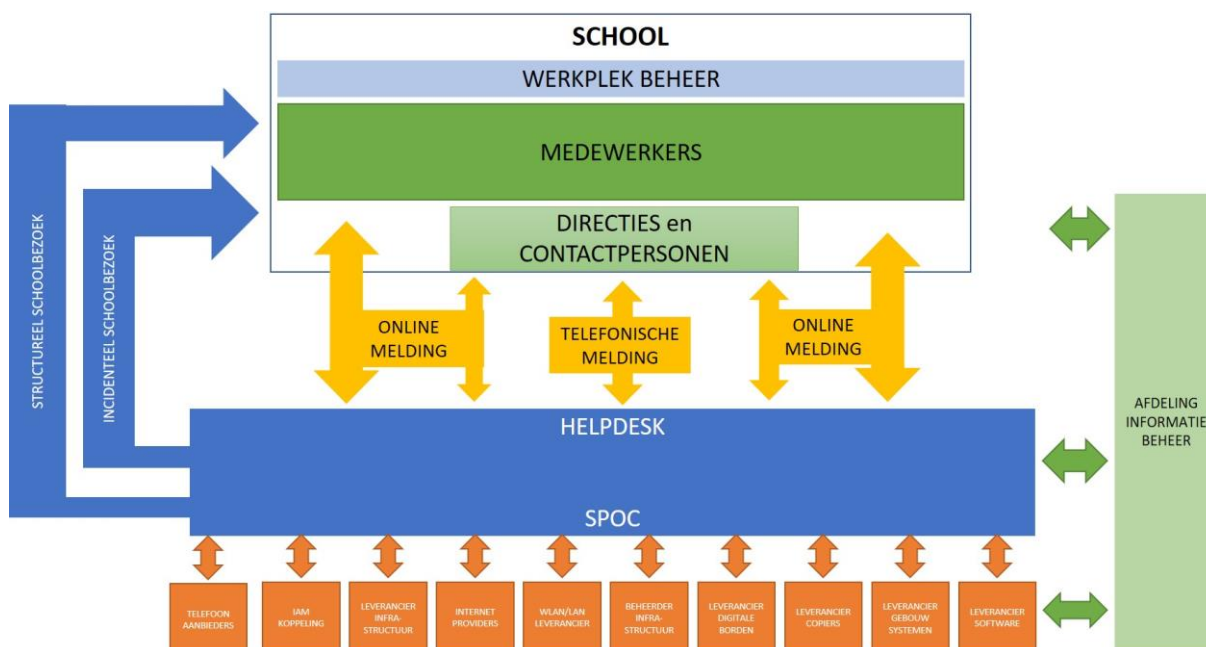 SCHOOL
WERKPLEK BEHEER
MEDEWERKERS
DIRECTIES en
CONTACTPERSONEN
STRUCTUREEL SCHOOLBEZOEK
INCIDENTEEL SCHOOLBEZOEK
ONLINE
MELDING
TELEFONISCHE
MELDING
ONLINE
MELDING
AFDELING
INFORMATIE
BEHEER
HELPDESK
SPOC
TELEFOON
AANBIEDERS
IAM
KOPPELING
LEVERANCIER
INFRA-
STRUCTUUR
INTERNET
PROVIDERS
WLAN/LAN
LEVERANCIER
BEHEERDER
INFRA-
STRUCTUUR
LEVERANCIER
DIGITALE
BORDEN
LEVERANCIER
COPIERS
LEVERANCIER
GEBOUW
SYSTEMEN
LEVERANCIER
SOFTWARE